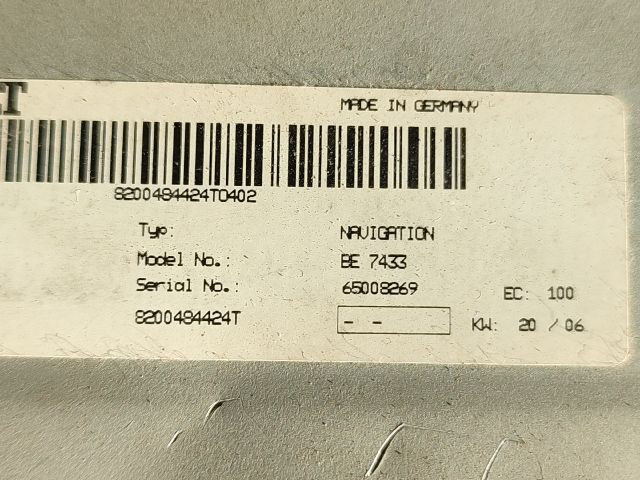 MADE IN GERMANY
8200484424T0402
Typ: NAVIGATION
Model No.: BE 7433
Serial No.: 65008269 EC: 100
8200484424T - - KW: 20 / 06